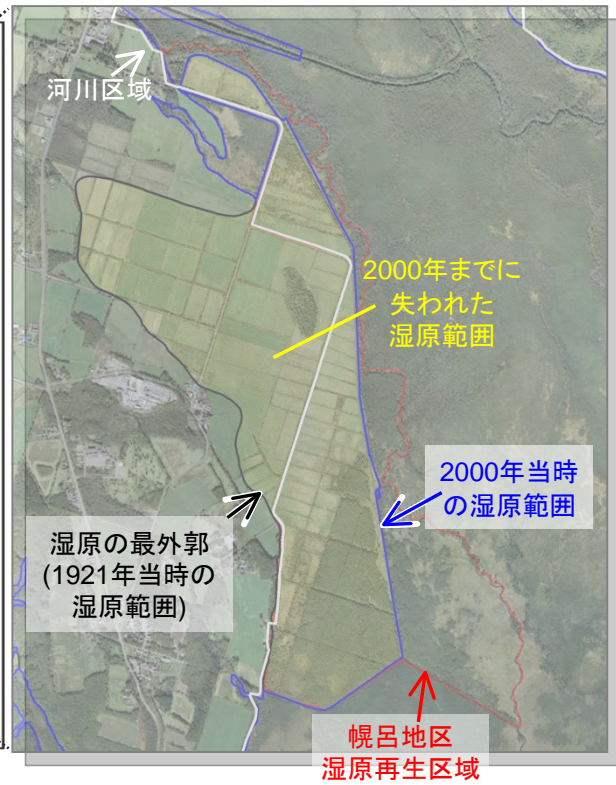 河川区域
2000年までに
失われた
湿原範囲
2000年当時
の湿原範囲
湿原の最外郭
(1921年当時の
湿原範囲)
幌呂地区
湿原再生区域